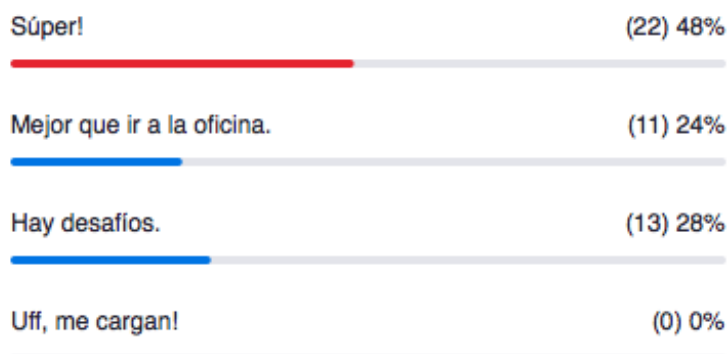 Súper! (22) 48%
Mejor que ir a la oficina. (11) 24%
Hay desafíos. (13) 28%
Uff, me cargan! (0) 0%